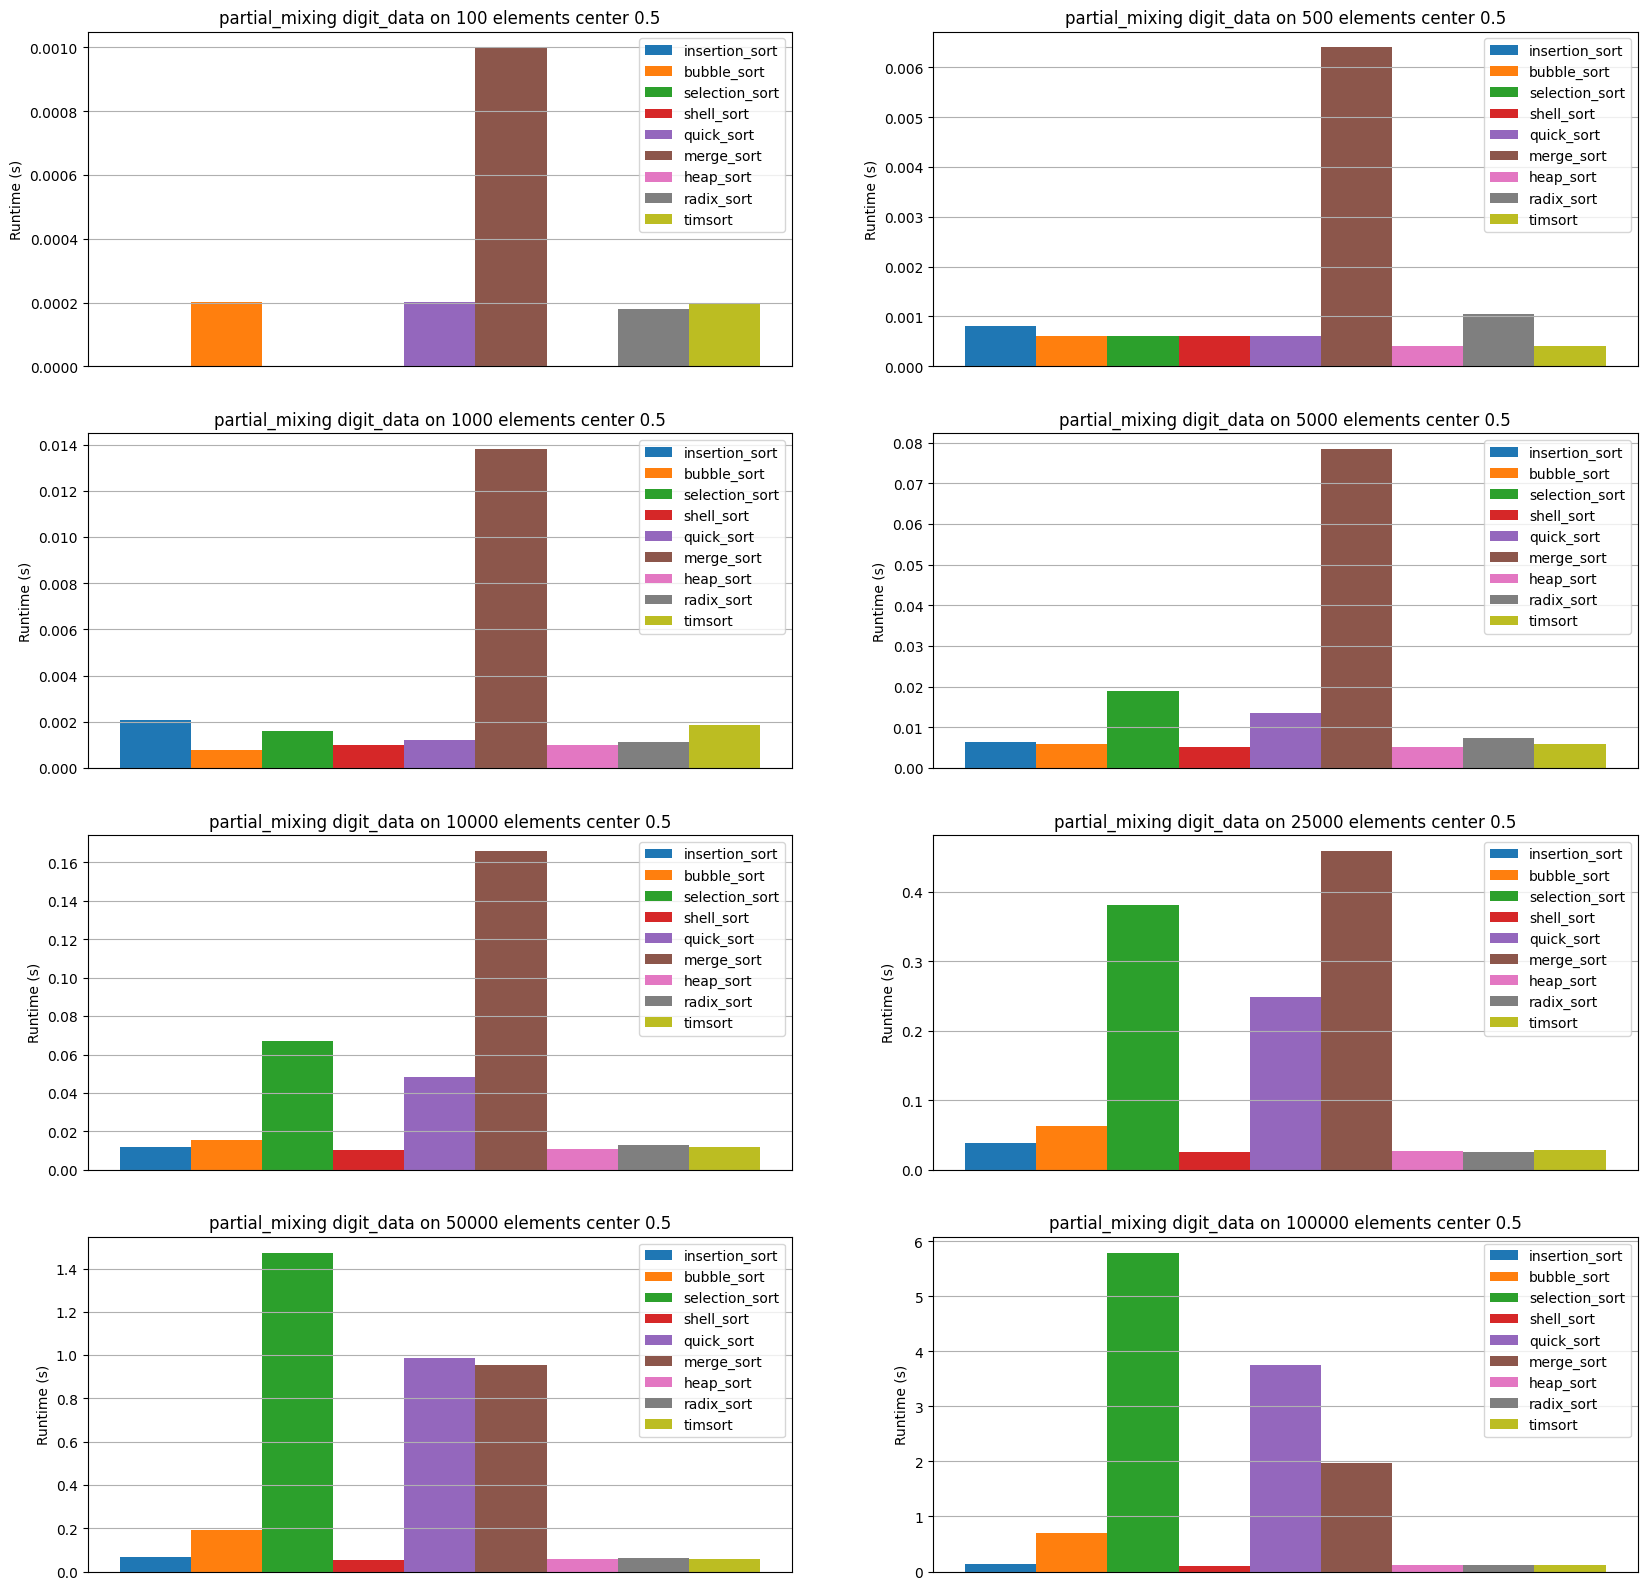 partial_mixing digit_data on 100 elements center 0.5
Runtime (s)
0.0010
0.0008
0.0006
0.0004
0.0002
0.0000
insertion_sort
bubble_sort
selection_sort
shell_sort
quick_sort
merge_sort
heap_sort
radix_sort
timsort
partial_mixing digit_data on 500 elements center 0.5
Runtime (s)
0.006
0.005
0.004
0.003
0.002
0.001
0.000
insertion_sort
bubble_sort
selection_sort
shell_sort
quick_sort
merge_sort
heap_sort
radix_sort
timsort
partial_mixing digit_data on 1000 elements center 0.5
Runtime (s)
0.014
0.012
0.010
0.008
0.006
0.004
0.002
0.000
insertion_sort
bubble_sort
selection_sort
shell_sort
quick_sort
merge_sort
heap_sort
radix_sort
timsort
partial_mixing digit_data on 5000 elements center 0.5
Runtime (s)
0.08
0.07
0.06
0.05
0.04
0.03
0.02
0.01
0.00
insertion_sort
bubble_sort
selection_sort
shell_sort
quick_sort
merge_sort
heap_sort
radix_sort
timsort
partial_mixing digit_data on 10000 elements center 0.5
Runtime (s)
0.16
0.14
0.12
0.10
0.08
0.06
0.04
0.02
0.00
insertion_sort
bubble_sort
selection_sort
shell_sort
quick_sort
merge_sort
heap_sort
radix_sort
timsort
partial_mixing digit_data on 25000 elements center 0.5
Runtime (s)
0.4
0.3
0.2
0.1
0.0
insertion_sort
bubble_sort
selection_sort
shell_sort
quick_sort
merge_sort
heap_sort
radix_sort
timsort
partial_mixing digit_data on 50000 elements center 0.5
Runtime (s)
1.4
1.2
1.0
0.8
0.6
0.4
0.2
0.0
insertion_sort
bubble_sort
selection_sort
shell_sort
quick_sort
merge_sort
heap_sort
radix_sort
timsort
partial_mixing digit_data on 100000 elements center 0.5
Runtime (s)
6
5
4
3
2
1
0
insertion_sort
bubble_sort
selection_sort
shell_sort
quick_sort
merge_sort
heap_sort
radix_sort
timsort